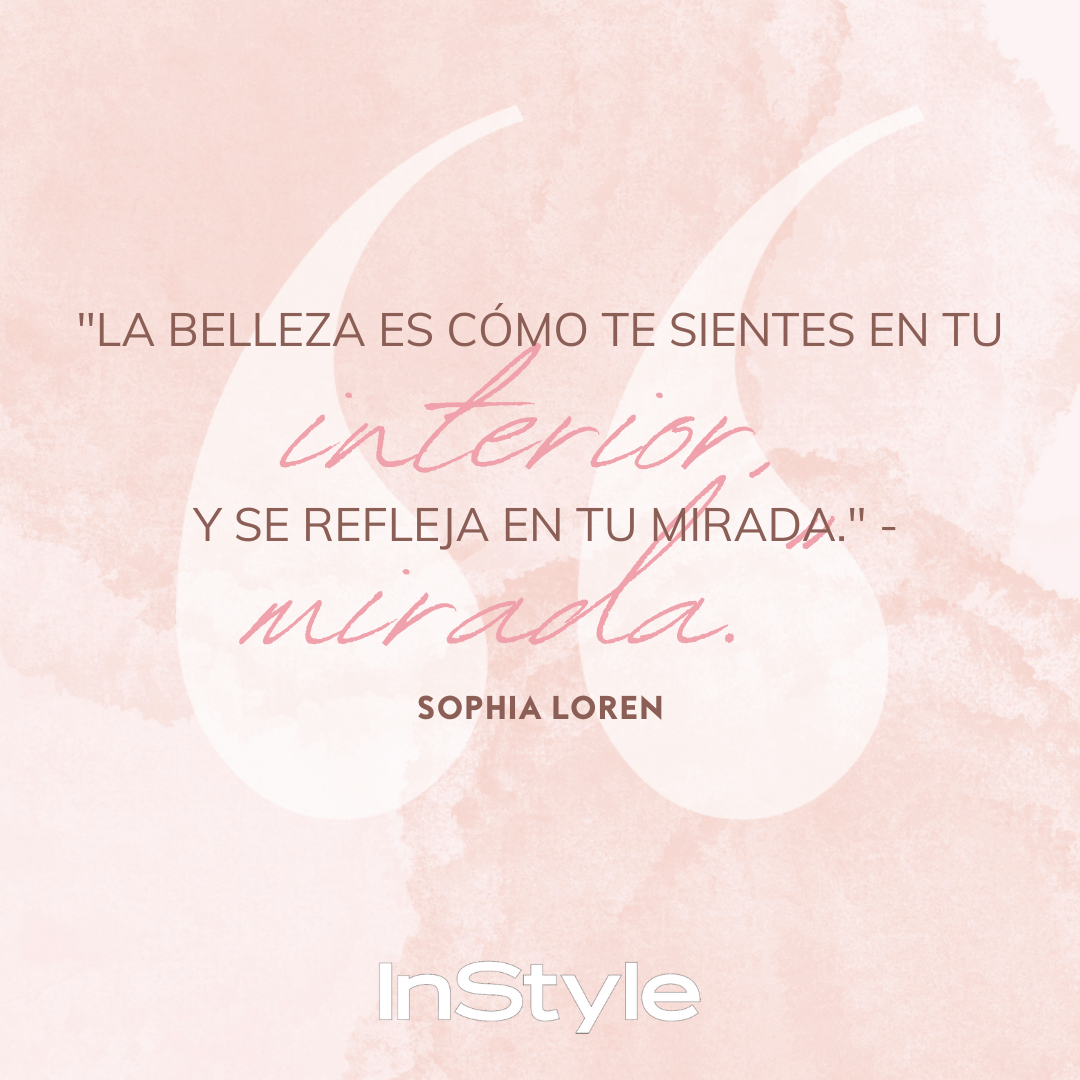 "LA BELLEZA ES CÓMO TE SIENTES EN TU
interior,
Y SE REFLEJA EN TU MIRADA." -
mirada."
SOPHIA LOREN
InStyle